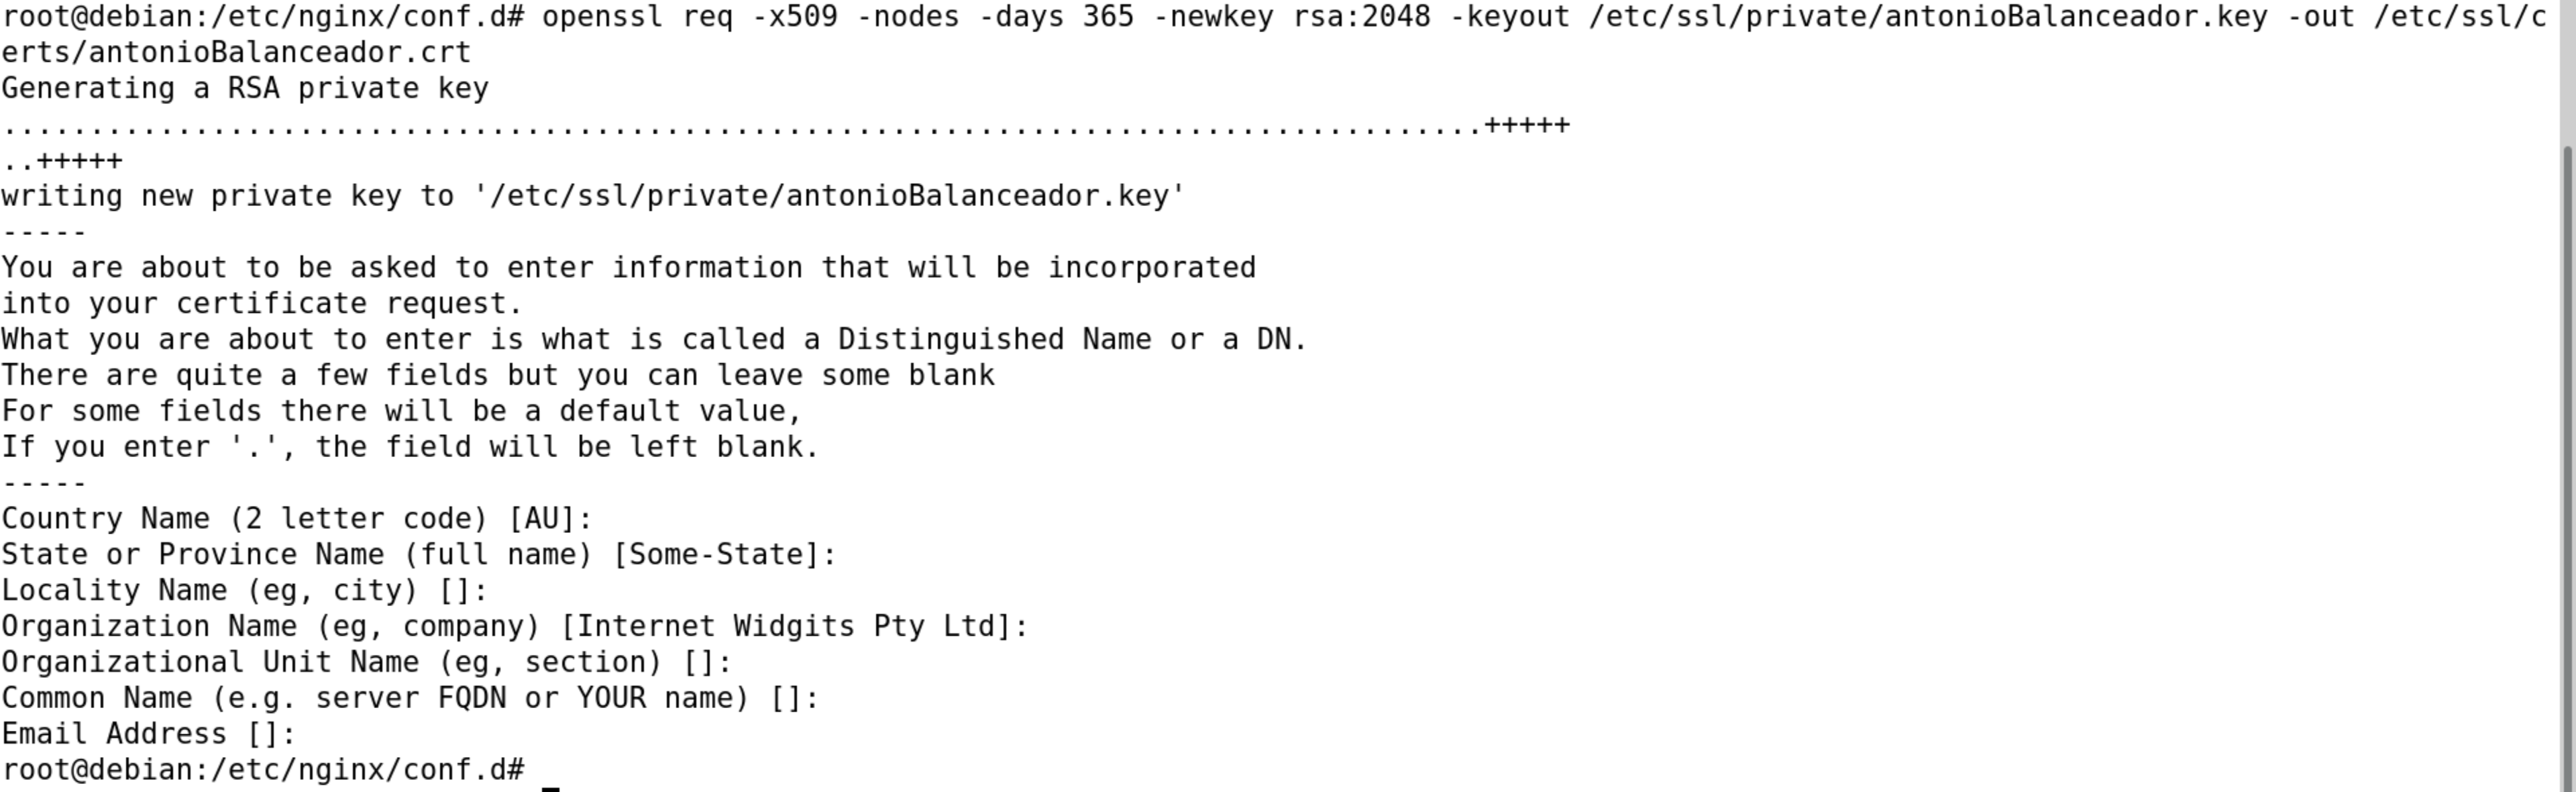 root@debian:/etc/nginx/conf.d# openssl req -x509 -nodes -days 365 -newkey rsa:2048 -keyout /etc/ssl/private/antonioBalanceador.key -out /etc/ssl/c
erts/antonioBalanceador.crt
Generating a RSA private key
.....................................................................................+++++
..+++++
writing new private key to '/etc/ssl/private/antonioBalanceador.key'
-----
You are about to be asked to enter information that will be incorporated
into your certificate request.
What you are about to enter is what is called a Distinguished Name or a DN.
There are quite a few fields but you can leave some blank
For some fields there will be a default value,
If you enter '.', the field will be left blank.
-----
Country Name (2 letter code) [AU]:
State or Province Name (full name) [Some-State]:
Locality Name (eg, city) []:
Organization Name (eg, company) [Internet Widgits Pty Ltd]:
Organizational Unit Name (eg, section) []:
Common Name (e.g. server FQDN or YOUR name) []:
Email Address []:
root@debian:/etc/nginx/conf.d#